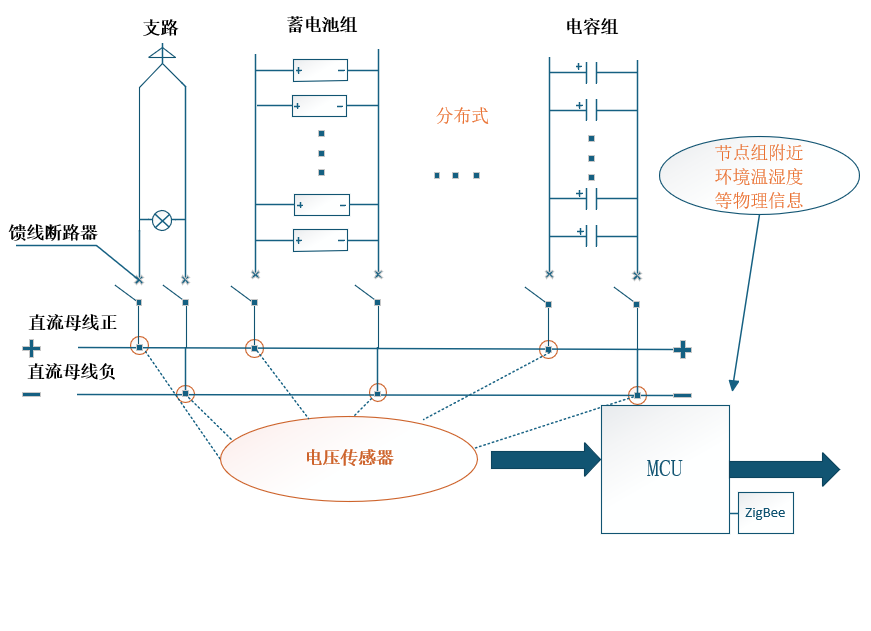 支路
蓄电池组
电容组
分布式
节点组附近
环境温湿度
等物理信息
馈线断路器
直流母线正
直流母线负
电压传感器
MCU
ZigBee